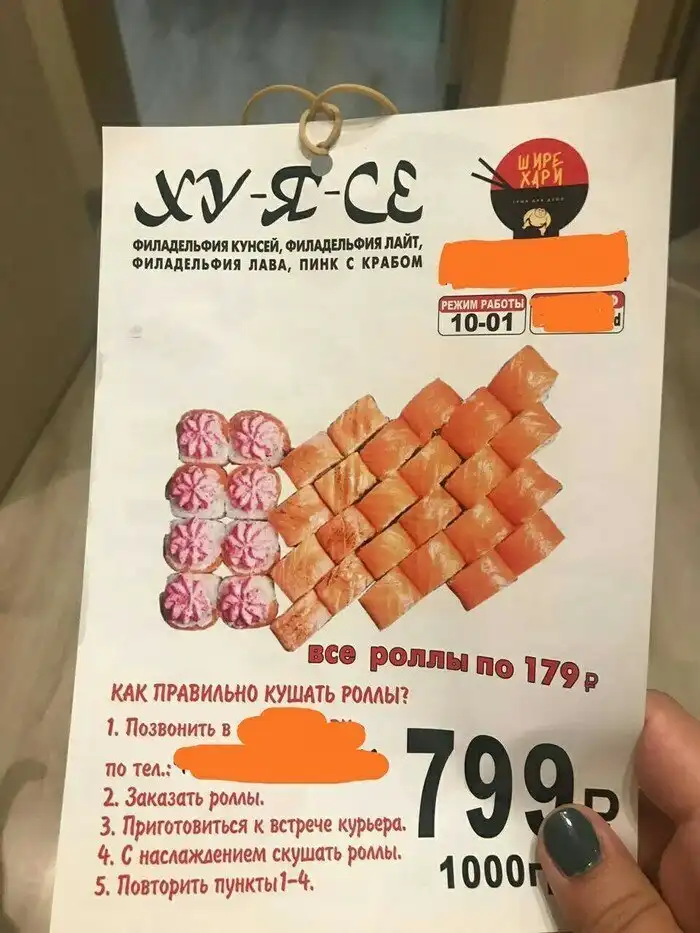 ХУ-Я-СЕ
ФИЛАДЕЛЬФИЯ КУНСЕЙ, ФИЛАДЕЛЬФИЯ ЛАЙТ,
ФИЛАДЕЛЬФИЯ ЛАВА, ПИНК С КРАБОМ
ШИРЕ
ХАРИ
РЕЖИМ РАБОТЫ
10-01
все роллы по 179₽
КАК ПРАВИЛЬНО КУШАТЬ РОЛЛЫ?
1. Позвонить в
по тел.:
2. Заказать роллы.
3. Приготовиться к встрече курьера.
4. С наслаждением скушать роллы.
5. Повторить пункты 1-4.
799₽
1000г